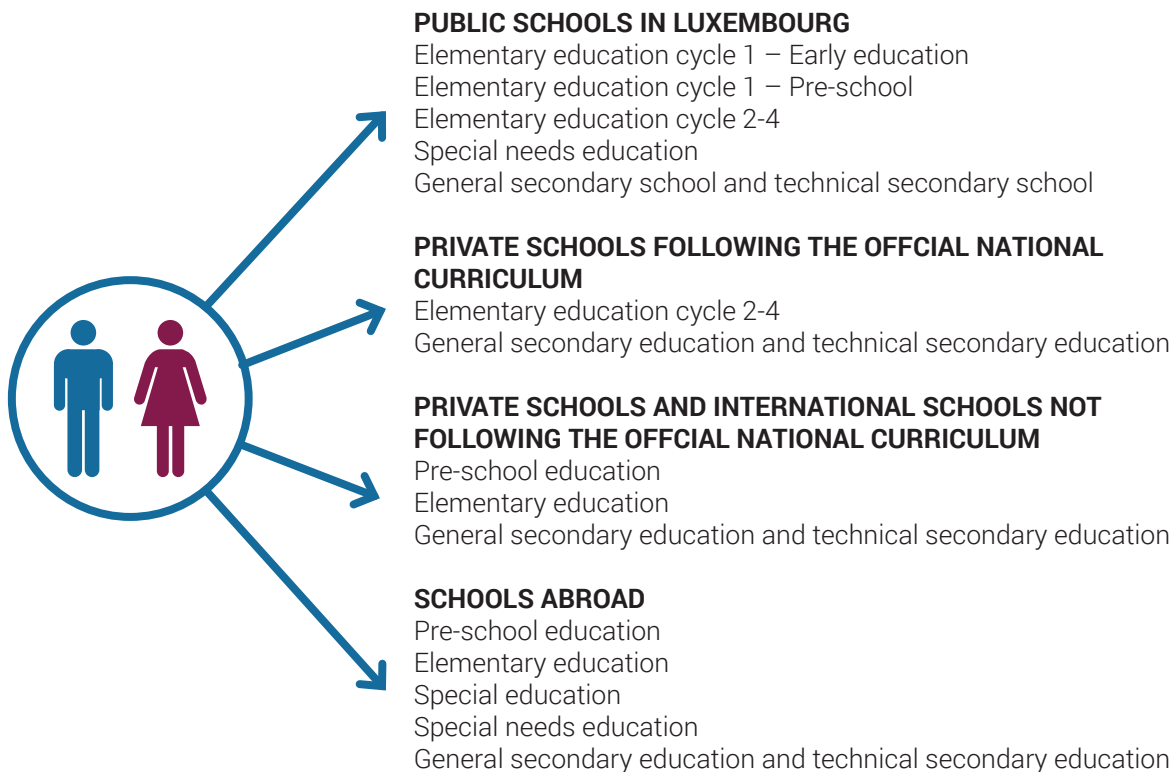 PUBLIC SCHOOLS IN LUXEMBOURG
Elementary education cycle 1 – Early education
Elementary education cycle 1 – Pre-school
Elementary education cycle 2-4
Special needs education
General secondary school and technical secondary school
PRIVATE SCHOOLS FOLLOWING THE OFFCIAL NATIONAL
CURRICULUM
Elementary education cycle 2-4
General secondary education and technical secondary education
PRIVATE SCHOOLS AND INTERNATIONAL SCHOOLS NOT
FOLLOWING THE OFFCIAL NATIONAL CURRICULUM
Pre-school education
Elementary education
General secondary education and technical secondary education
SCHOOLS ABROAD
Pre-school education
Elementary education
Special education
Special needs education
General secondary education and technical secondary education